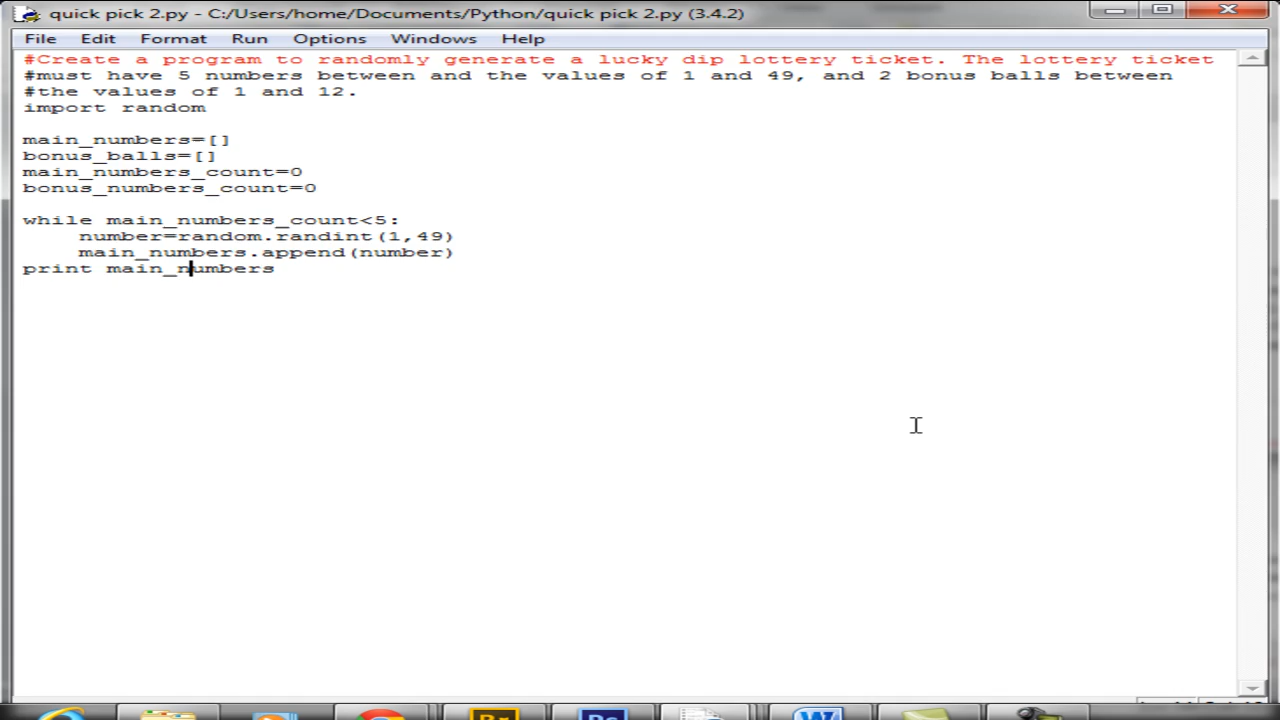 quick pick 2.py - C:/Users/home/Documents/Python/quick pick 2.py (3.4.2)
File Edit Format Run Options Windows Help
#Create a program to randomly generate a lucky dip lottery ticket. The lottery ticket
#must have 5 numbers between and the values of 1 and 49, and 2 bonus balls between
#the values of 1 and 12.
import random
main_numbers=[]
bonus_balls=[]
main_numbers_count=0
bonus_numbers_count=0
while main_numbers_count<5:
    number=random.randint(1,49)
    main_numbers.append(number)
print main_numbers